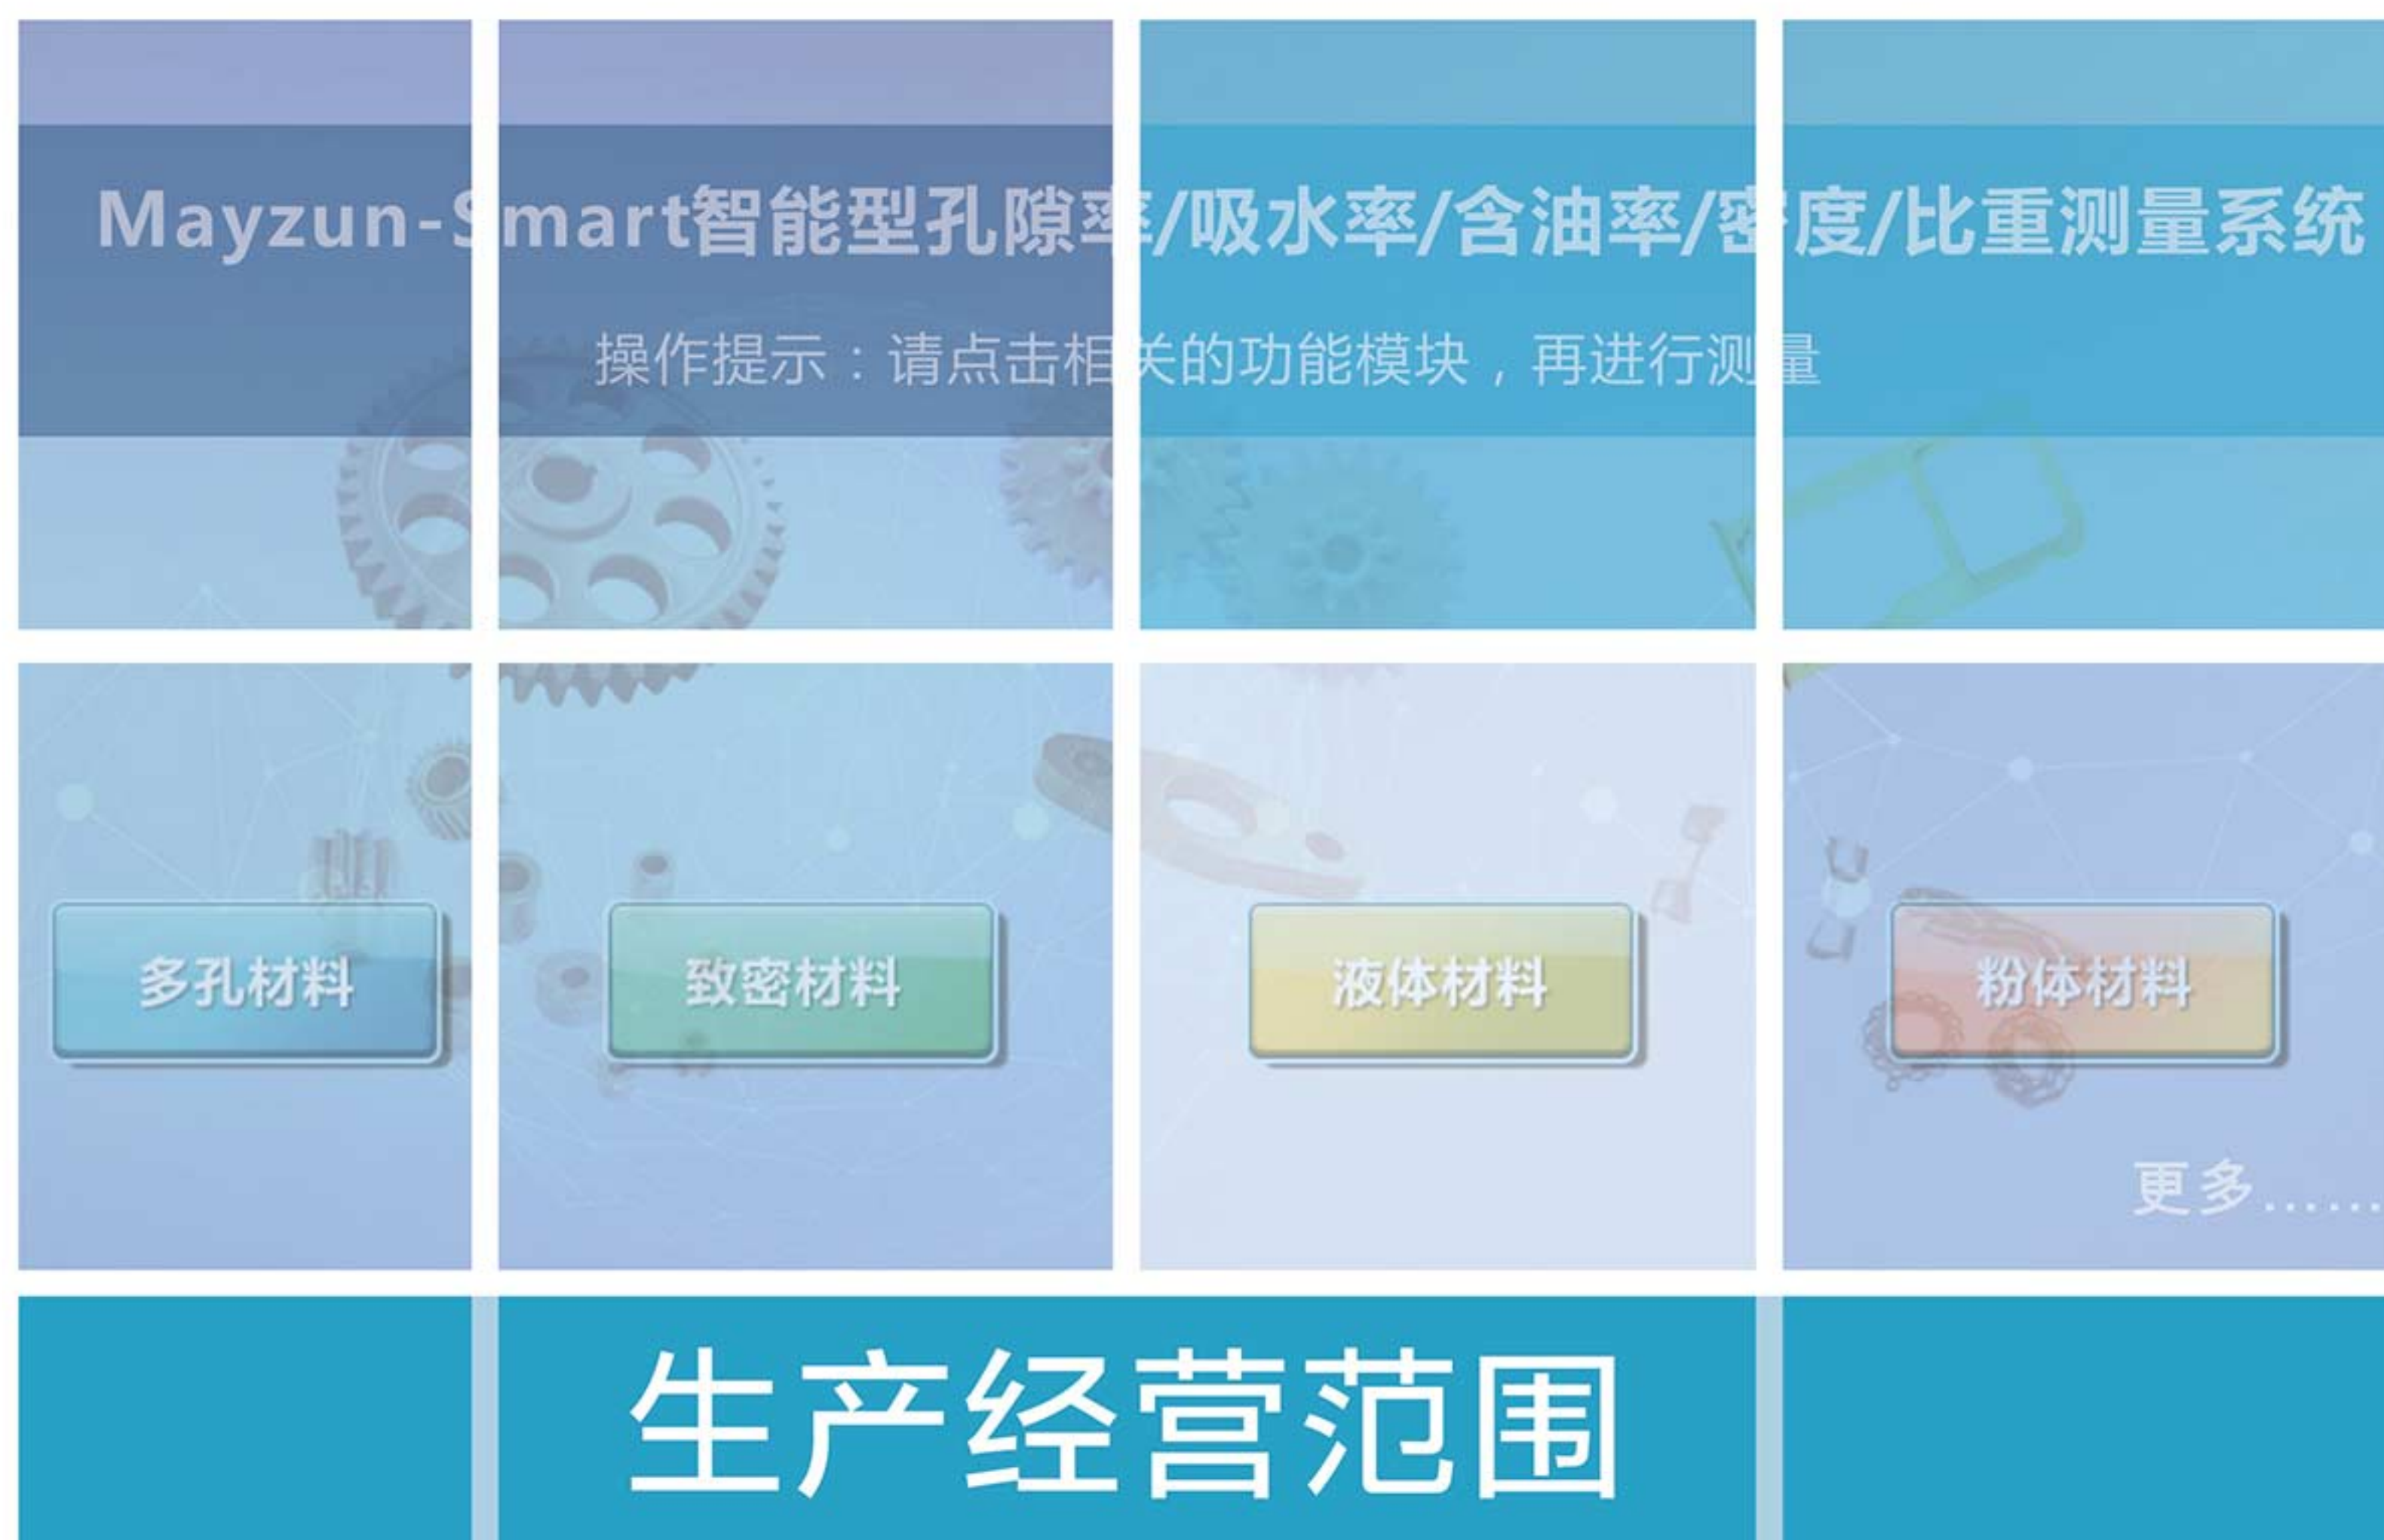 Mayzun-Smart智能型孔隙率/吸水率/含油率/密度/比重测量系统
操作提示：请点击相关的功能模块，再进行测量
多孔材料 致密材料 液体材料 粉体材料
更多......
生产经营范围